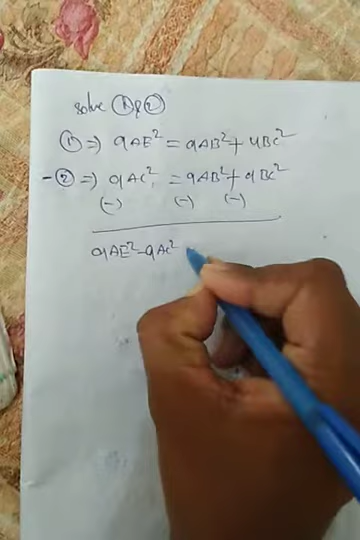 solve ① & ②
① => 9AE² = 9AB² + 4BC²
- ② => 9AC² = 9AB² + 9BC²
(-) (-) (-)
9AE² - 9AC²